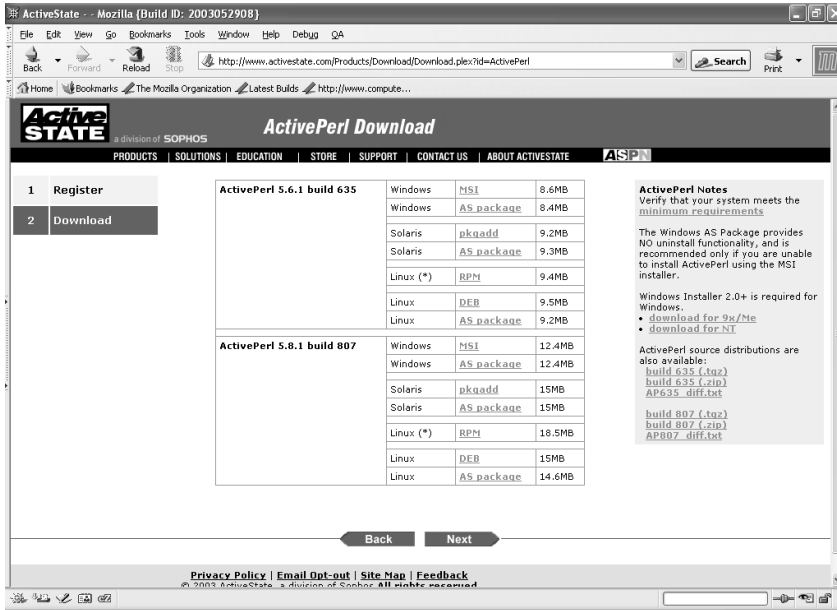 ActiveState - - Mozilla {Build ID: 2003052908}
File Edit View Go Bookmarks Tools Window Help Debug QA
Back Forward Reload Stop http://www.activestate.com/Products/Download/Download.plex?id=ActivePerl Search Print
Home Bookmarks The Mozilla Organization Latest Builds http://www.compute...
Active STATE a division of SOPHOS ActivePerl Download
PRODUCTS | SOLUTIONS | EDUCATION | STORE | SUPPORT | CONTACT US | ABOUT ACTIVESTATE ASPN
1 Register
2 Download
ActivePerl 5.6.1 build 635 Windows MSI 8.6MB
Windows AS package 8.4MB
Solaris pkgadd 9.2MB
Solaris AS package 9.3MB
Linux (*) RPM 9.4MB
Linux DEB 9.5MB
Linux AS package 9.2MB
ActivePerl 5.8.1 build 807 Windows MSI 12.4MB
Windows AS package 12.4MB
Solaris pkgadd 15MB
Solaris AS package 15MB
Linux (*) RPM 18.5MB
Linux DEB 15MB
Linux AS package 14.6MB
ActivePerl Notes
Verify that your system meets the
minimum requirements
The Windows AS Package provides
NO uninstall functionality, and is
recommended only if you are unable
to install ActivePerl using the MSI
installer.
Windows Installer 2.0+ is required for
Windows.
• download for 9x/Me
• download for NT
ActivePerl source distributions are
also available:
build 635 (.tgz)
build 635 (.zip)
AP635_diff.txt
build 807 (.tgz)
build 807 (.zip)
AP807_diff.txt
Back Next
Privacy Policy | Email Opt-out | Site Map | Feedback
© 2003 ActiveState, a division of Sophos All rights reserved